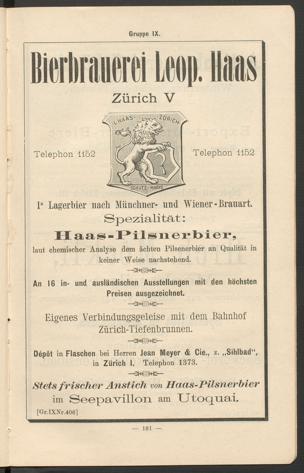 Gruppe IX.
Bierbrauerei Leop. Haas
Zürich V
L. HAAS ZÜRICH
SCHUTZ-MARKE
Telephon 1152 Telephon 1152
1ª Lagerbier nach Münchner- und Wiener-Brauart.
Spezialität:
Haas-Pilsnerbier,
laut chemischer Analyse dem ächten Pilsenerbier an Qualität in
keiner Weise nachstehend.
An 16 in- und ausländischen Ausstellungen mit den höchsten
Preisen ausgezeichnet.
Eigenes Verbindungsgeleise mit dem Bahnhof
Zürich-Tiefenbrunnen.
Dépôt in Flaschen bei Herren Jean Meyer & Cie., z. „Sihlbad",
in Zürich I. Telephon 1373.
Stets frischer Anstich von Haas-Pilsnerbier
im Seepavillon am Utoquai.
[Gr.IXNr.406]
— 181 —